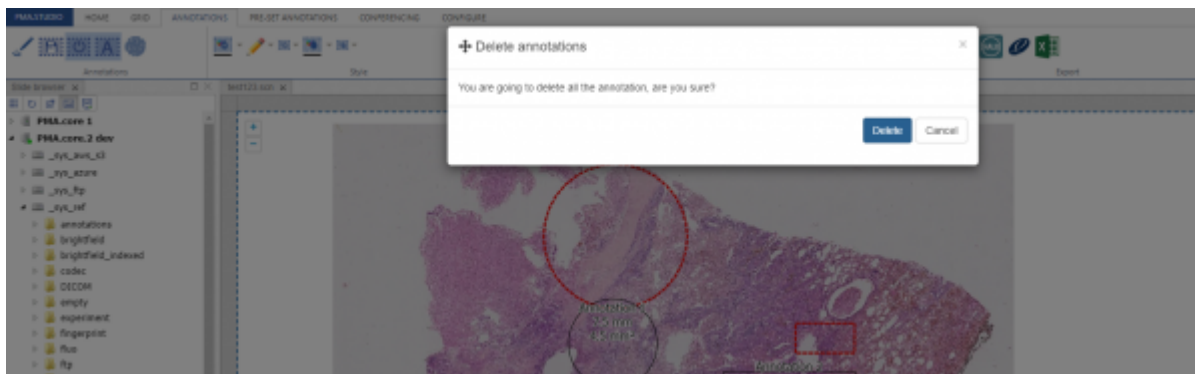 PMA.STUDIO HOME GRID ANNOTATIONS PRE-SET ANNOTATIONS CONFERENCING CONFIGURE
Delete annotations
Annotations Style Export
You are going to delete all the annotation, are you sure?
Delete Cancel
Slide browser test123.svn
PMA.core 1
PMA.core.2 dev
_sys_aws_s3
_sys_azure
_sys_ftp
_sys_ref
annotations
brightfield
brightfield_indexed
codec
DICOM
empty
experiment
fingerprint
fluo
ftp